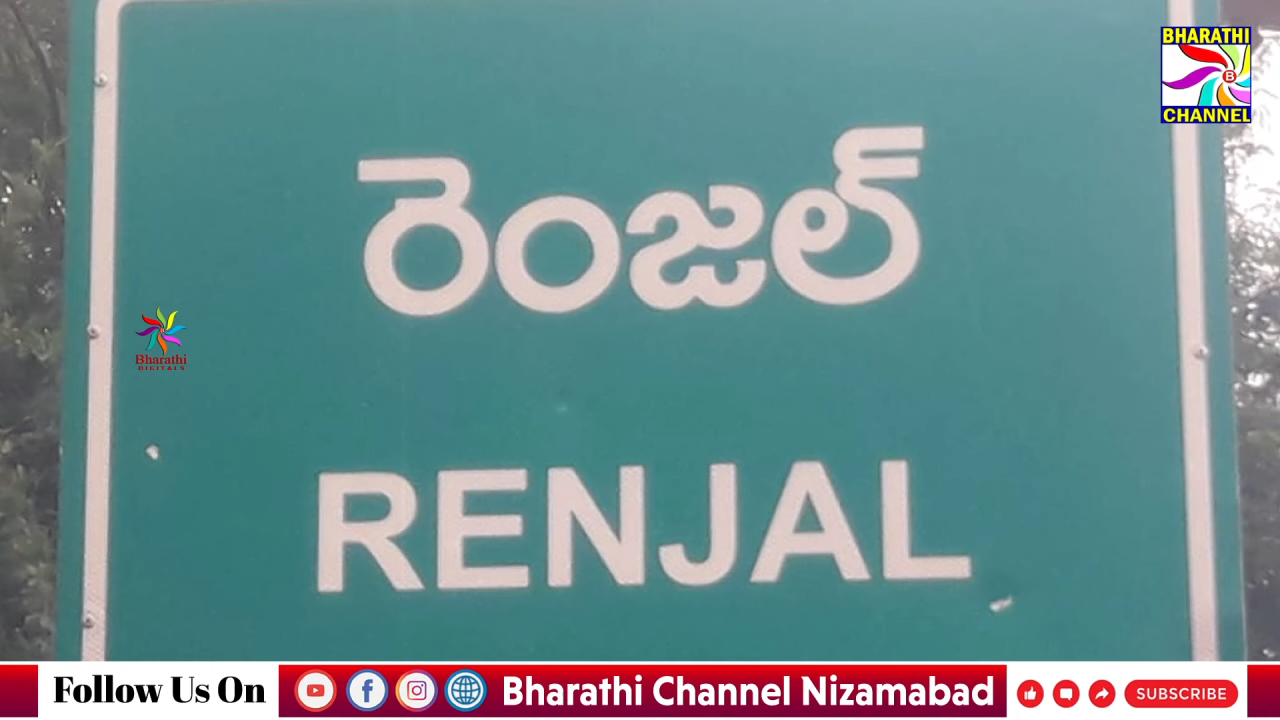 BHARATHI
B
CHANNEL
రెంజల్
Bharathi
DIGITALS
RENJAL
Follow Us On
Bharathi Channel Nizamabad
SUBSCRIBE